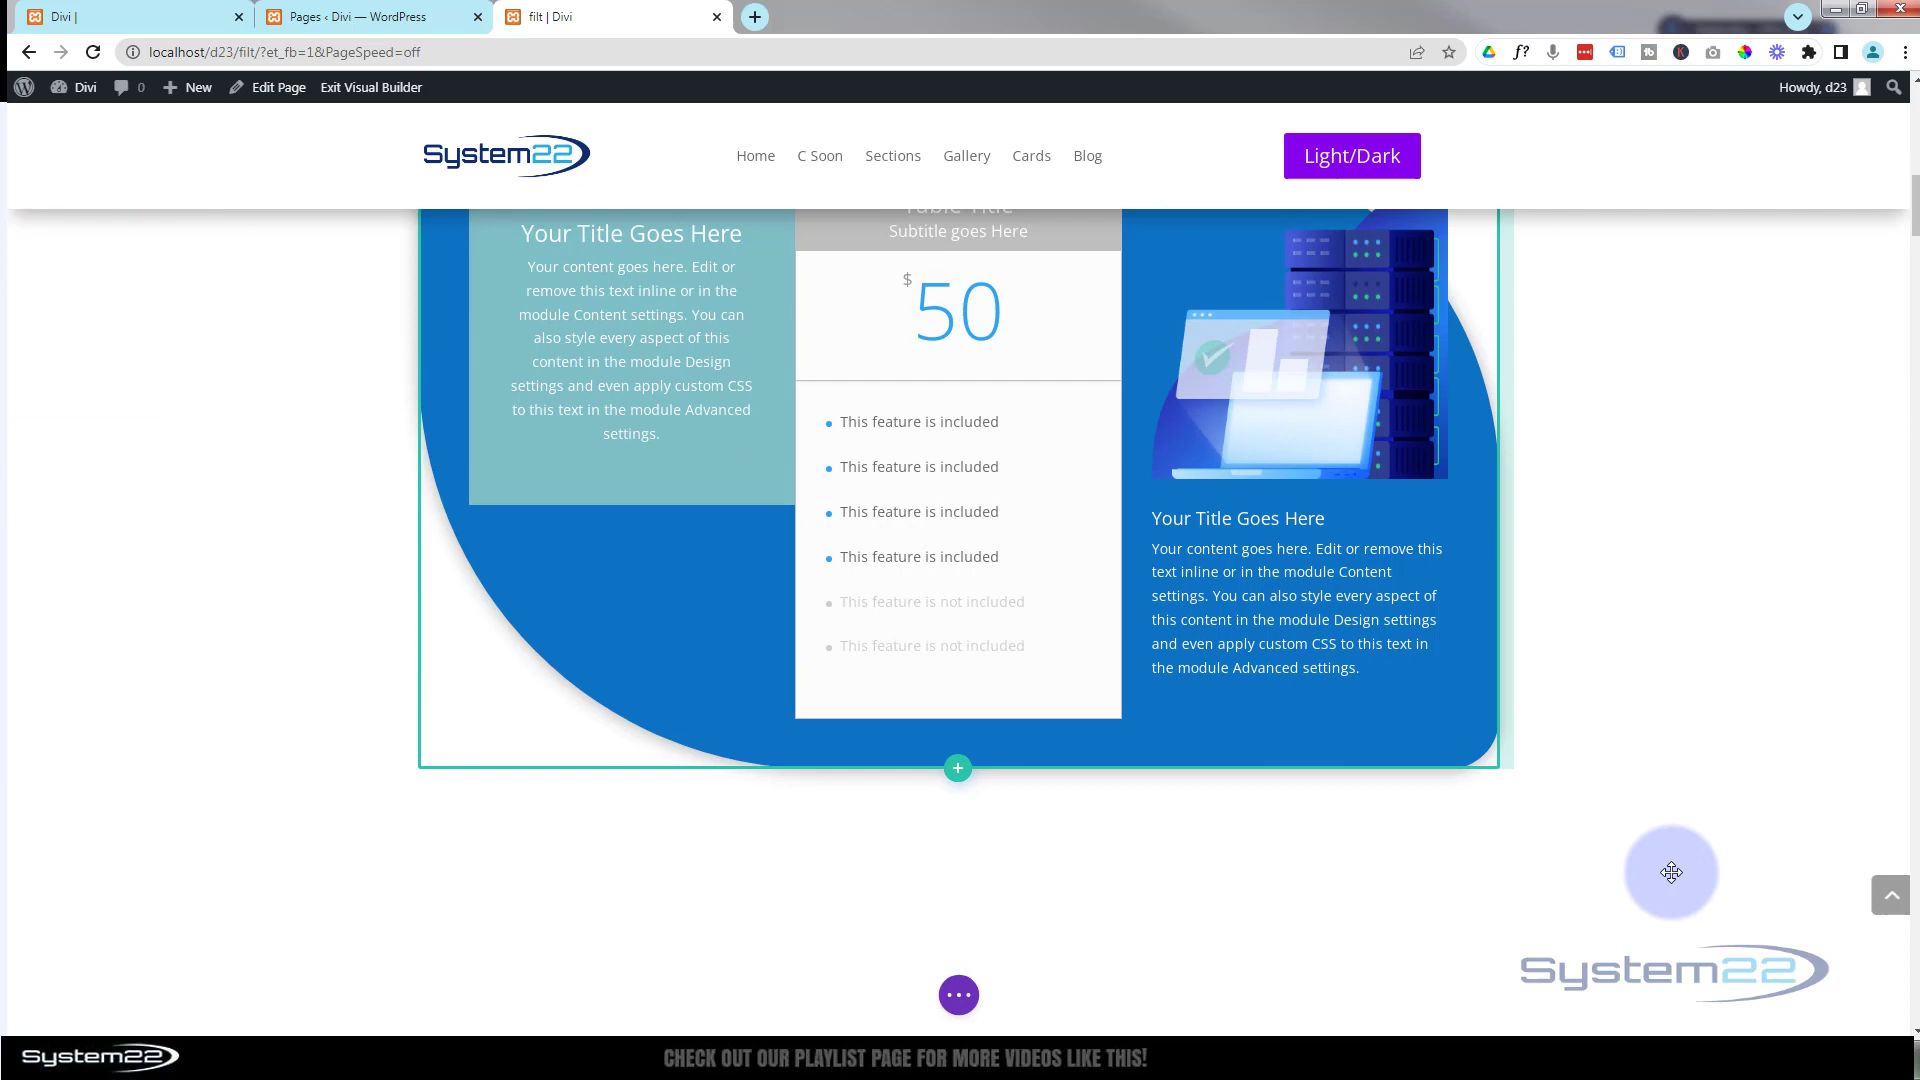 Divi |
Pages ‹ Divi — WordPress
filt | Divi
localhost/d23/filt/?et_fb=1&PageSpeed=off
Divi
0
New
Edit Page
Exit Visual Builder
Howdy, d23
System22
Home
C Soon
Sections
Gallery
Cards
Blog
Light/Dark
Your Title Goes Here
Your content goes here. Edit or
remove this text inline or in the
module Content settings. You can
also style every aspect of this
content in the module Design
settings and even apply custom CSS
to this text in the module Advanced
settings.
Table Title
Subtitle goes Here
$
50
This feature is included
This feature is included
This feature is included
This feature is included
This feature is not included
This feature is not included
Your Title Goes Here
Your content goes here. Edit or remove this
text inline or in the module Content
settings. You can also style every aspect of
this content in the module Design settings
and even apply custom CSS to this text in
the module Advanced settings.
System22
System22
CHECK OUT OUR PLAYLIST PAGE FOR MORE VIDEOS LIKE THIS!